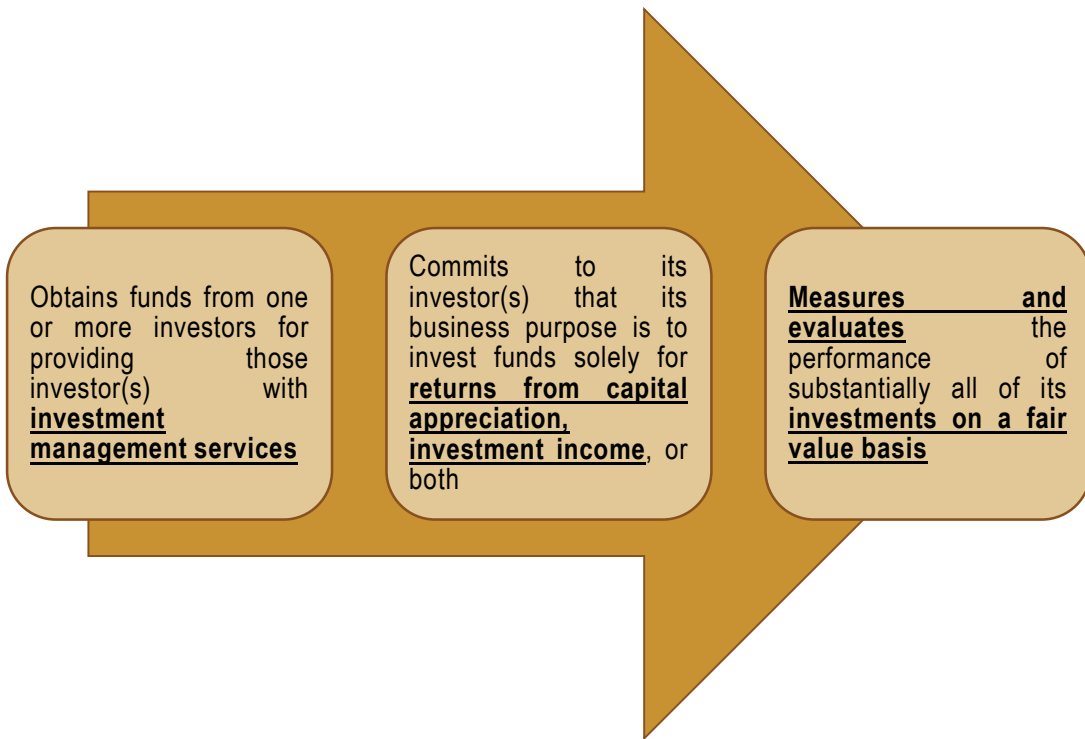 Obtains funds from one
or more investors for
providing those
investor(s) with
investment
management services
Commits to its
investor(s) that its
business purpose is to
invest funds solely for
returns from capital
appreciation,
investment income, or
both
Measures and
evaluates the
performance of
substantially all of its
investments on a fair
value basis